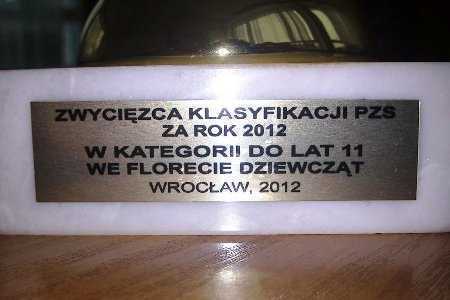 ZWYCIĘZCA KLASYFIKACJI PZS
ZA ROK 2012
W KATEGORII DO LAT 11
WE FLORECIE DZIEWCZĄT
WROCŁAW, 2012